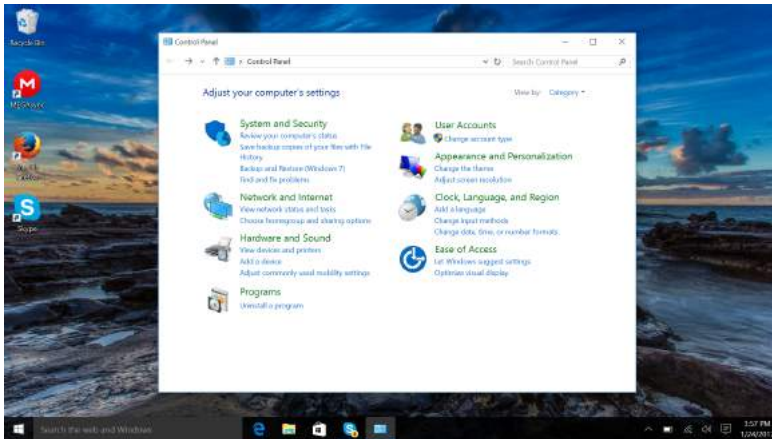 Recycle Bin
MEGAsync
Mozilla
Firefox
Skype
Control Panel
Control Panel
Search Control Panel
Adjust your computer's settings
View by: Category
System and Security
Review your computer's status
Save backup copies of your files with File
History
Backup and Restore (Windows 7)
Find and fix problems
Network and Internet
View network status and tasks
Choose homegroup and sharing options
Hardware and Sound
View devices and printers
Add a device
Adjust commonly used mobility settings
Programs
Uninstall a program
User Accounts
Change account type
Appearance and Personalization
Change the theme
Adjust screen resolution
Clock, Language, and Region
Add a language
Change input methods
Change date, time, or number formats
Ease of Access
Let Windows suggest settings
Optimize visual display
Search the web and Windows
3:57 PM